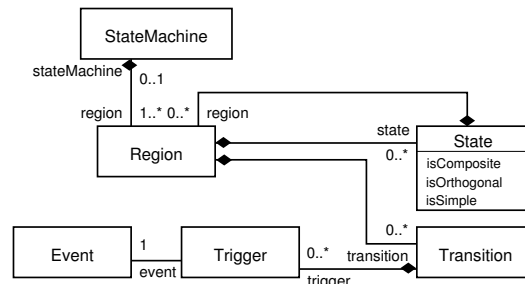 StateMachine
stateMachine
0..1
region
1..*
0..*
region
Region
state
0..*
State
isComposite
isOrthogonal
isSimple
0..*
transition
Transition
Event
1
event
Trigger
0..*
trigger